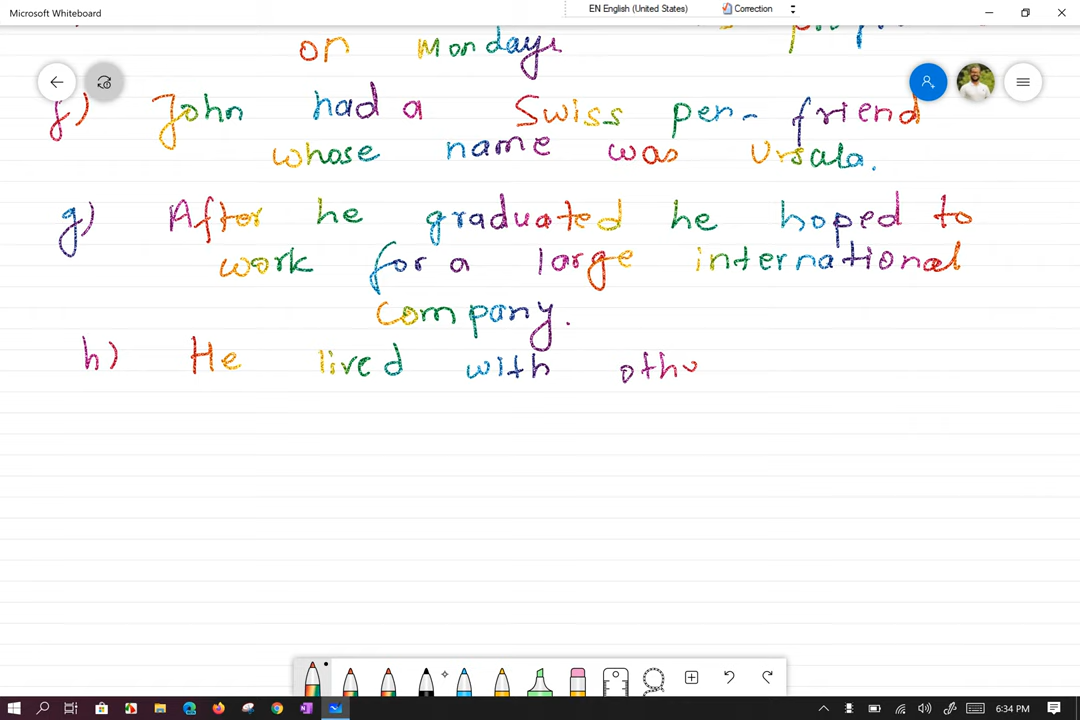 Microsoft Whiteboard
EN English (United States)
Correction
on Mondays
f) John had a Swiss pen-friend
whose name was Ursala.
g) After he graduated he hoped to
work for a large international
company.
h) He lived with othe
6:34 PM